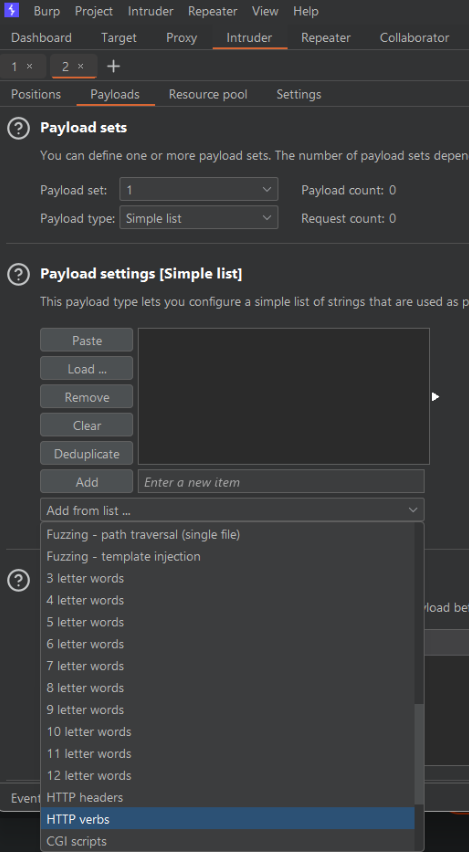 Burp Project Intruder Repeater View Help
Dashboard Target Proxy Intruder Repeater Collaborator
1 × 2 × +
Positions Payloads Resource pool Settings
? Payload sets
You can define one or more payload sets. The number of payload sets depen
Payload set: 1 Payload count: 0
Payload type: Simple list Request count: 0
? Payload settings [Simple list]
This payload type lets you configure a simple list of strings that are used as p
Paste
Load ...
Remove
Clear
Deduplicate
Add Enter a new item
Add from list ...
Fuzzing - path traversal (single file)
Fuzzing - template injection
3 letter words
?
4 letter words
yload bet
5 letter words
6 letter words
7 letter words
8 letter words
9 letter words
10 letter words
11 letter words
12 letter words
Event HTTP headers
HTTP verbs
CGI scripts